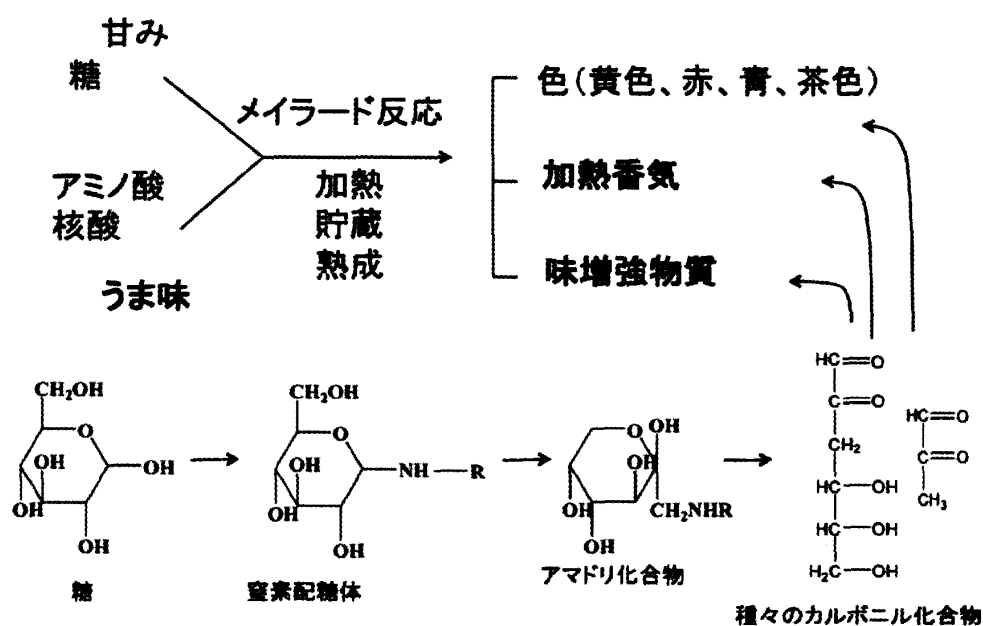 甘み
糖
メイラード反応
アミノ酸
核酸
うま味
加熱
貯蔵
熟成
色(黄色、赤、青、茶色)
加熱香気
味増強物質
CH₂OH
O
OH
OH
OH
OH
糖
CH₂OH
O
OH
NH—R
OH
OH
窒素配糖体
O
OH
OH
OH
CH₂NHR
OH
アマドリ化合物
HC=O
C=O
CH₂
HC—OH
HC—OH
H₂C—OH
HC=O
C=O
CH₃
種々のカルボニル化合物